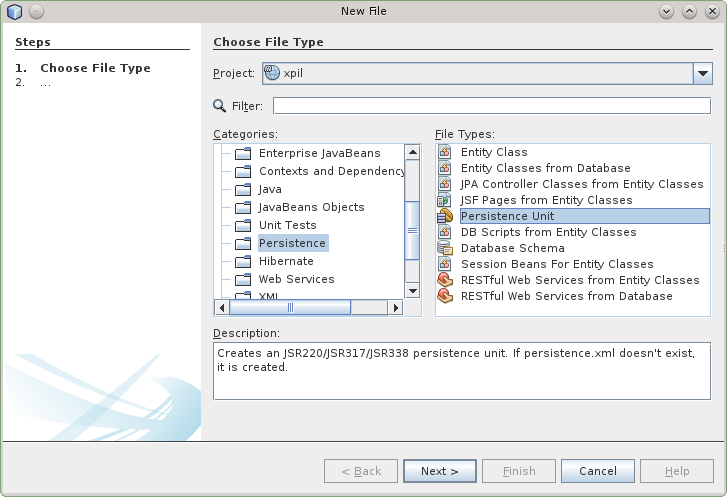 New File
Steps
1. Choose File Type
2. ...
Choose File Type
Project: xpil
Filter:
Categories:
Enterprise JavaBeans
Contexts and Dependency
Java
JavaBeans Objects
Unit Tests
Persistence
Hibernate
Web Services
XML
File Types:
Entity Class
Entity Classes from Database
JPA Controller Classes from Entity Classes
JSF Pages from Entity Classes
Persistence Unit
DB Scripts from Entity Classes
Database Schema
Session Beans For Entity Classes
RESTful Web Services from Entity Classes
RESTful Web Services from Database
Description:
Creates an JSR220/JSR317/JSR338 persistence unit. If persistence.xml doesn't exist,
it is created.
< Back Next > Finish Cancel Help